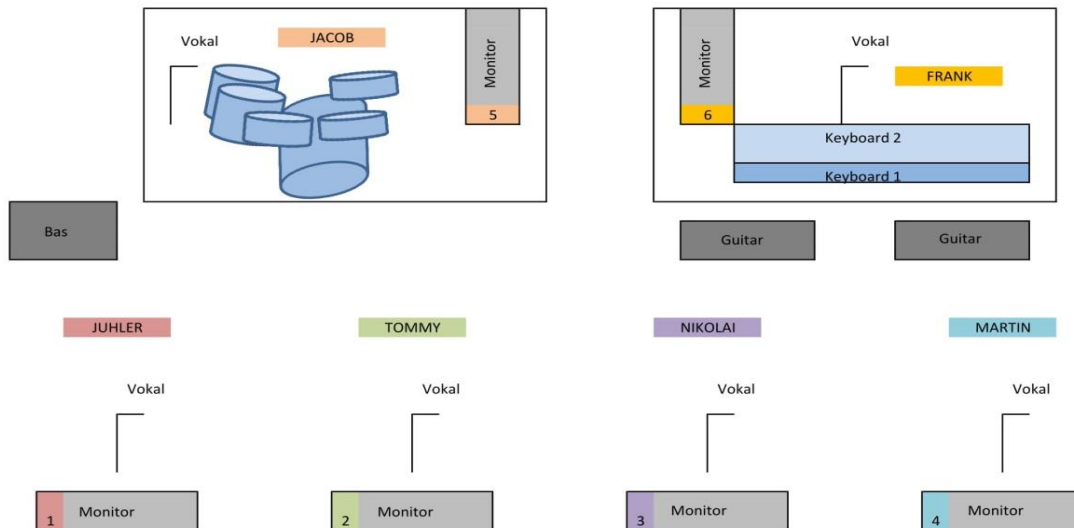 Vokal
JACOB
Monitor
5
Monitor
6
Vokal
FRANK
Keyboard 2
Keyboard 1
Bas
Guitar
Guitar
JUHLER
TOMMY
NIKOLAI
MARTIN
Vokal
Vokal
Vokal
Vokal
1 Monitor
2 Monitor
3 Monitor
4 Monitor